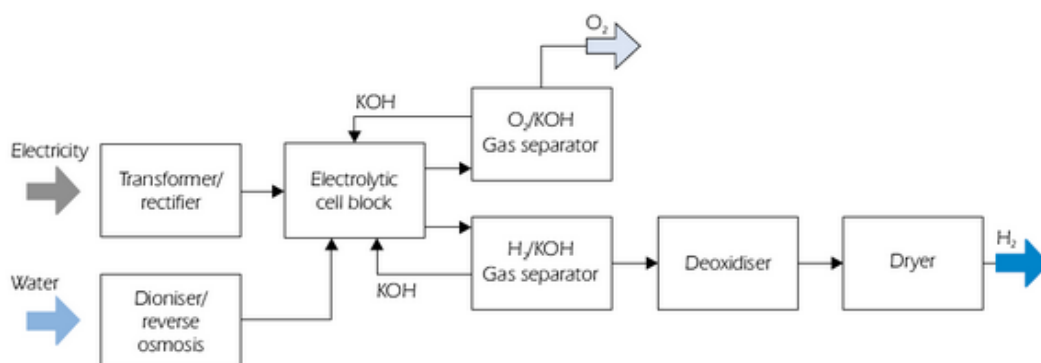 O₂
KOH
O₂/KOH
Gas separator
Electricity
Transformer/
rectifier
Electrolytic
cell block
H₂/KOH
Gas separator
Deoxidiser
Dryer
H₂
KOH
Water
Dioniser/
reverse
osmosis